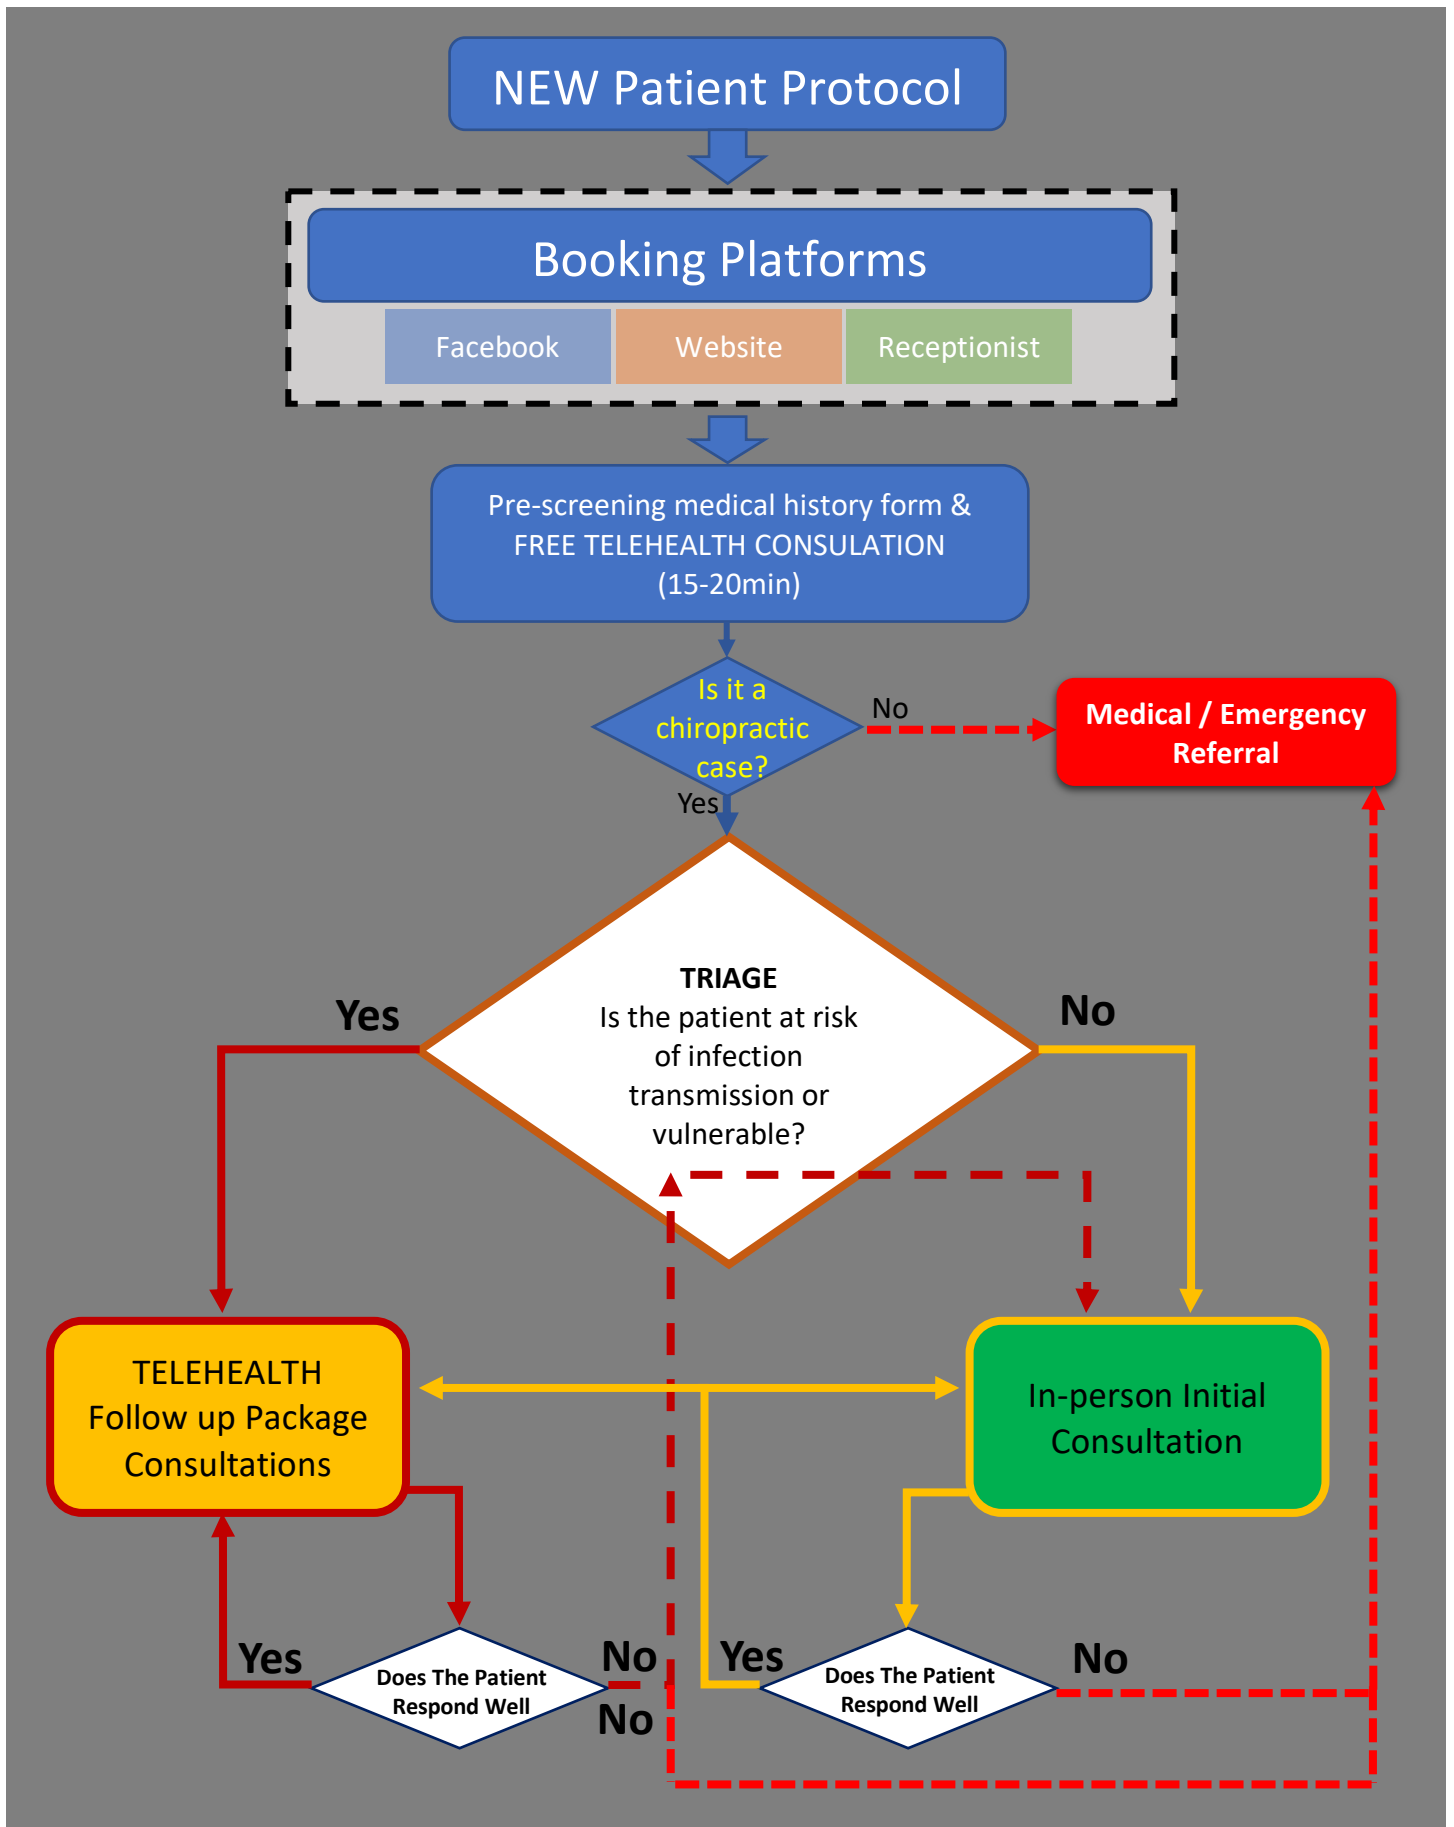 NEW Patient Protocol
Booking Platforms
Facebook
Website
Receptionist
Pre-screening medical history form &
FREE TELEHEALTH CONSULATION
(15-20min)
Is it a
chiropractic
case?
No
Medical / Emergency
Referral
Yes
TRIAGE
Is the patient at risk
of infection
transmission or
vulnerable?
Yes
No
TELEHEALTH
Follow up Package
Consultations
In-person Initial
Consultation
Yes
Does The Patient
Respond Well
No
No
Yes
Does The Patient
Respond Well
No